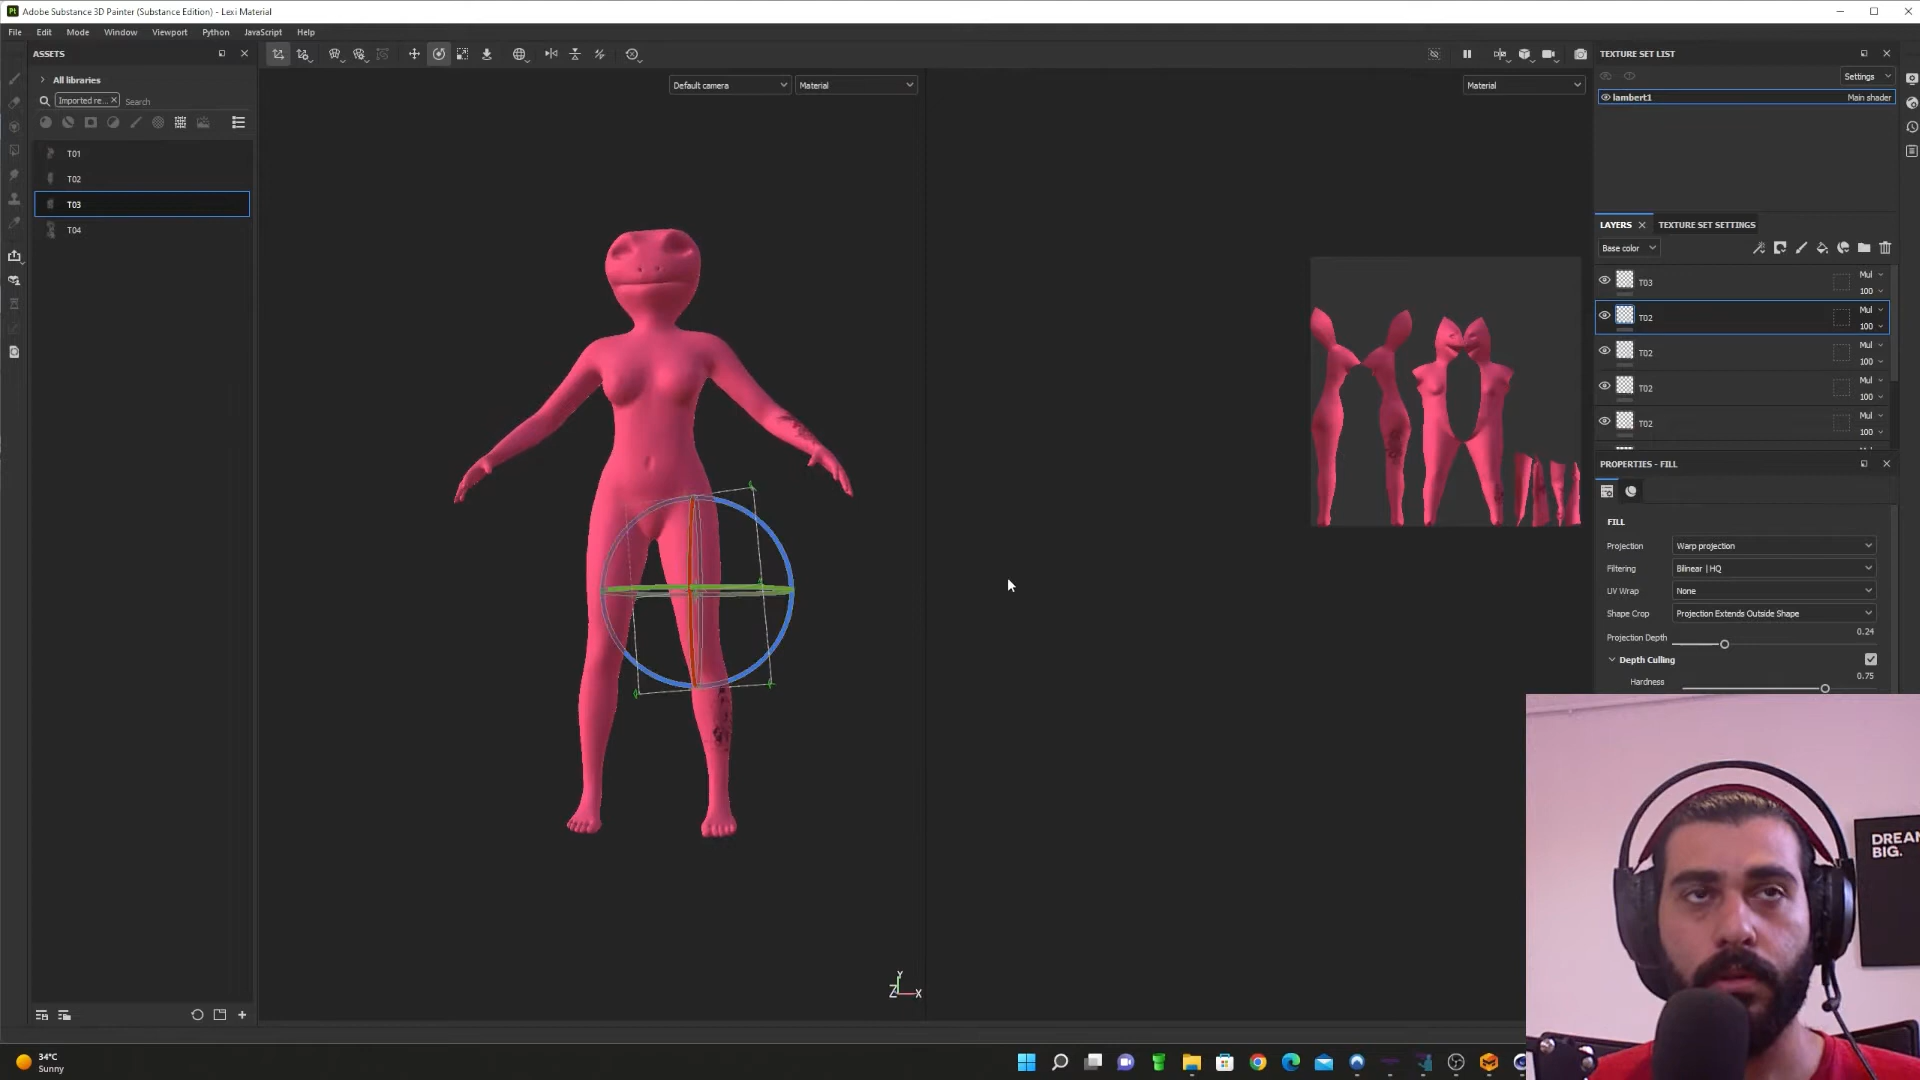 Adobe Substance 3D Painter (Substance Edition) - Lexi Material
File Edit Mode Window Viewport Python JavaScript Help
ASSETS
All libraries
Imported re... Search
T01
T02
T03
T04
Default camera
Material
Material
TEXTURE SET LIST
Settings
lambert1 Main shader
LAYERS TEXTURE SET SETTINGS
Base color
T03 Mul 100
T02 Mul 100
T02 Mul 100
T02 Mul 100
T02 Mul 100
PROPERTIES - FILL
FILL
Projection Warp projection
Filtering Bilinear | HQ
UV Wrap None
Shape Crop Projection Extends Outside Shape
Projection Depth 0.24
Depth Culling
Hardness 0.75
Y
Z X
DREAM
BIG.
34°C
Sunny